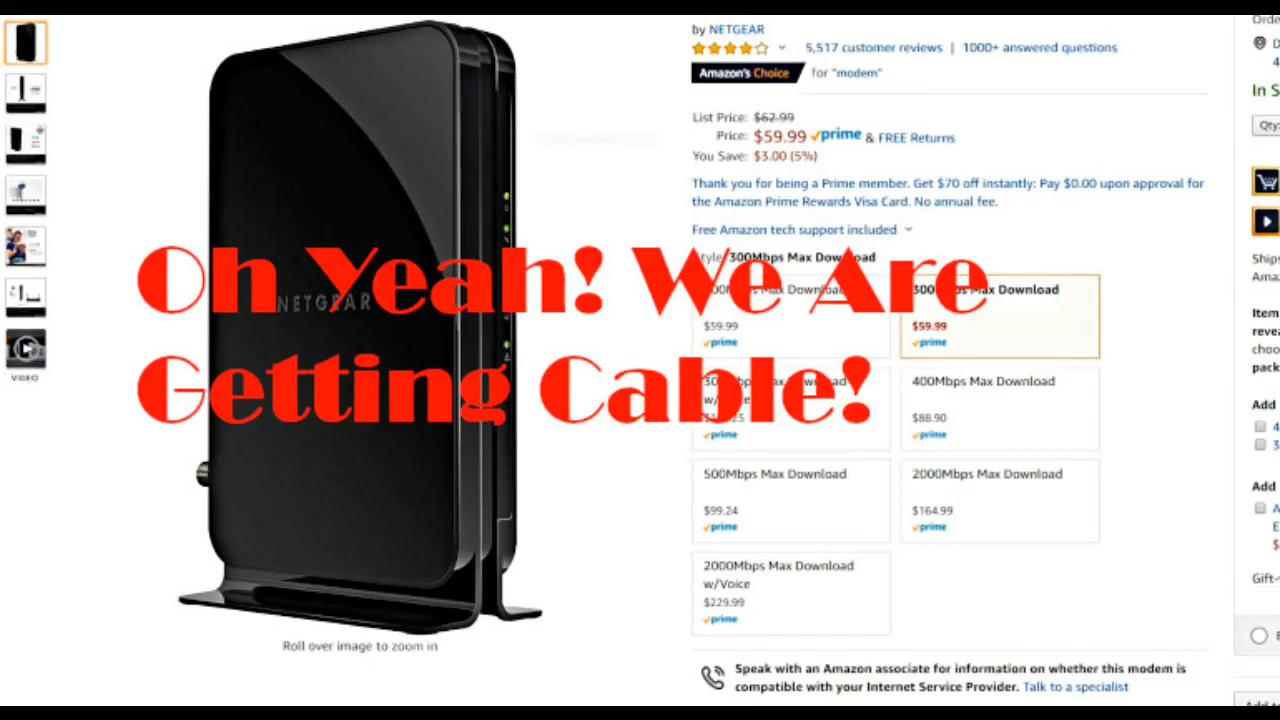 by NETGEAR
5,517 customer reviews | 1000+ answered questions
Amazon's Choice for "modem"
List Price: $62.99
Price: $59.99 prime & FREE Returns
You Save: $3.00 (5%)
Thank you for being a Prime member. Get $70 off instantly: Pay $0.00 upon approval for
the Amazon Prime Rewards Visa Card. No annual fee.
Free Amazon tech support included
Style: 300Mbps Max Download
Max Download
300Mbps Max Download
$59.99
prime
$59.99
prime
Oh Yeah! We Are
Getting Cable!
NETGEAR
400Mbps Max Download
prime
$88.90
prime
500Mbps Max Download
$99.24
prime
2000Mbps Max Download
$164.99
prime
2000Mbps Max Download
w/Voice
$229.99
prime
Speak with an Amazon associate for information on whether this modem is
compatible with your Internet Service Provider. Talk to a specialist
VIDEO
Roll over image to zoom in
In S
Qty:
Ships
Amaz
Item
revea
choo
pack
Add
4
3
Add
A
E
$